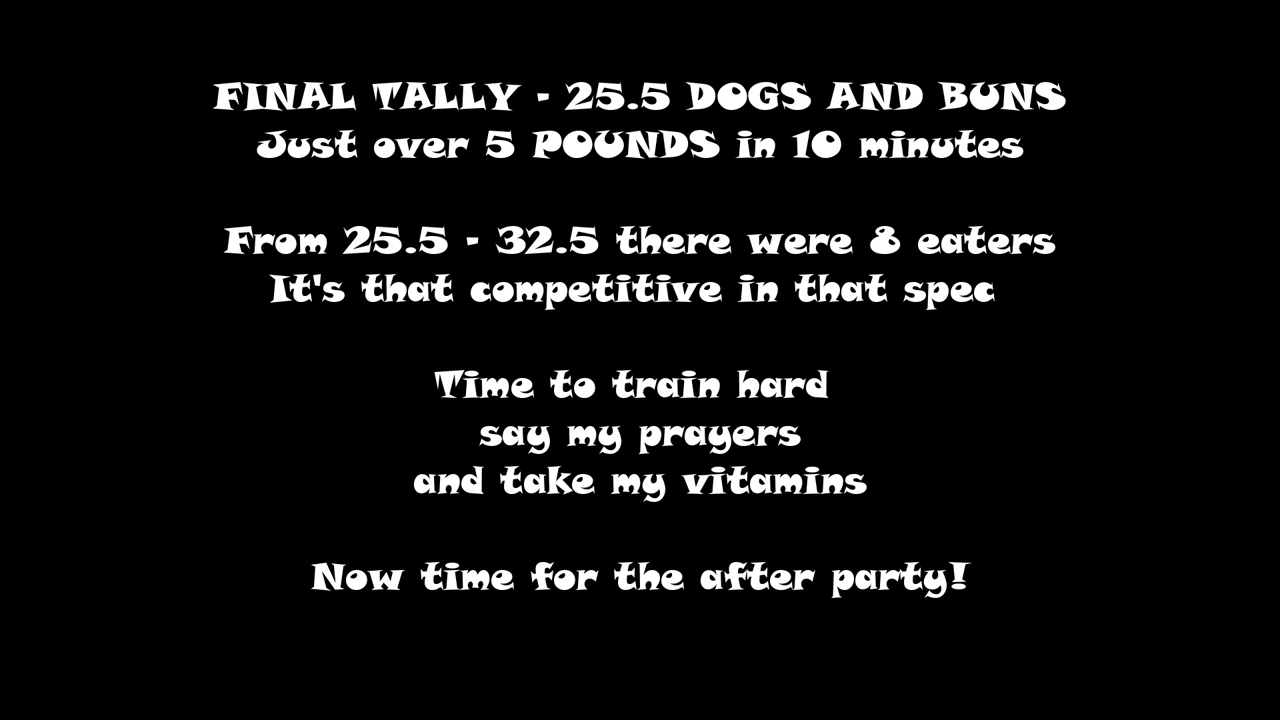 FINAL TALLY - 25.5 DOGS AND BUNS
Just over 5 POUNDS in 10 minutes
From 25.5 - 32.5 there were 8 eaters
It's that competitive in that spec
Time to train hard
say my prayers
and take my vitamins
Now time for the after party!